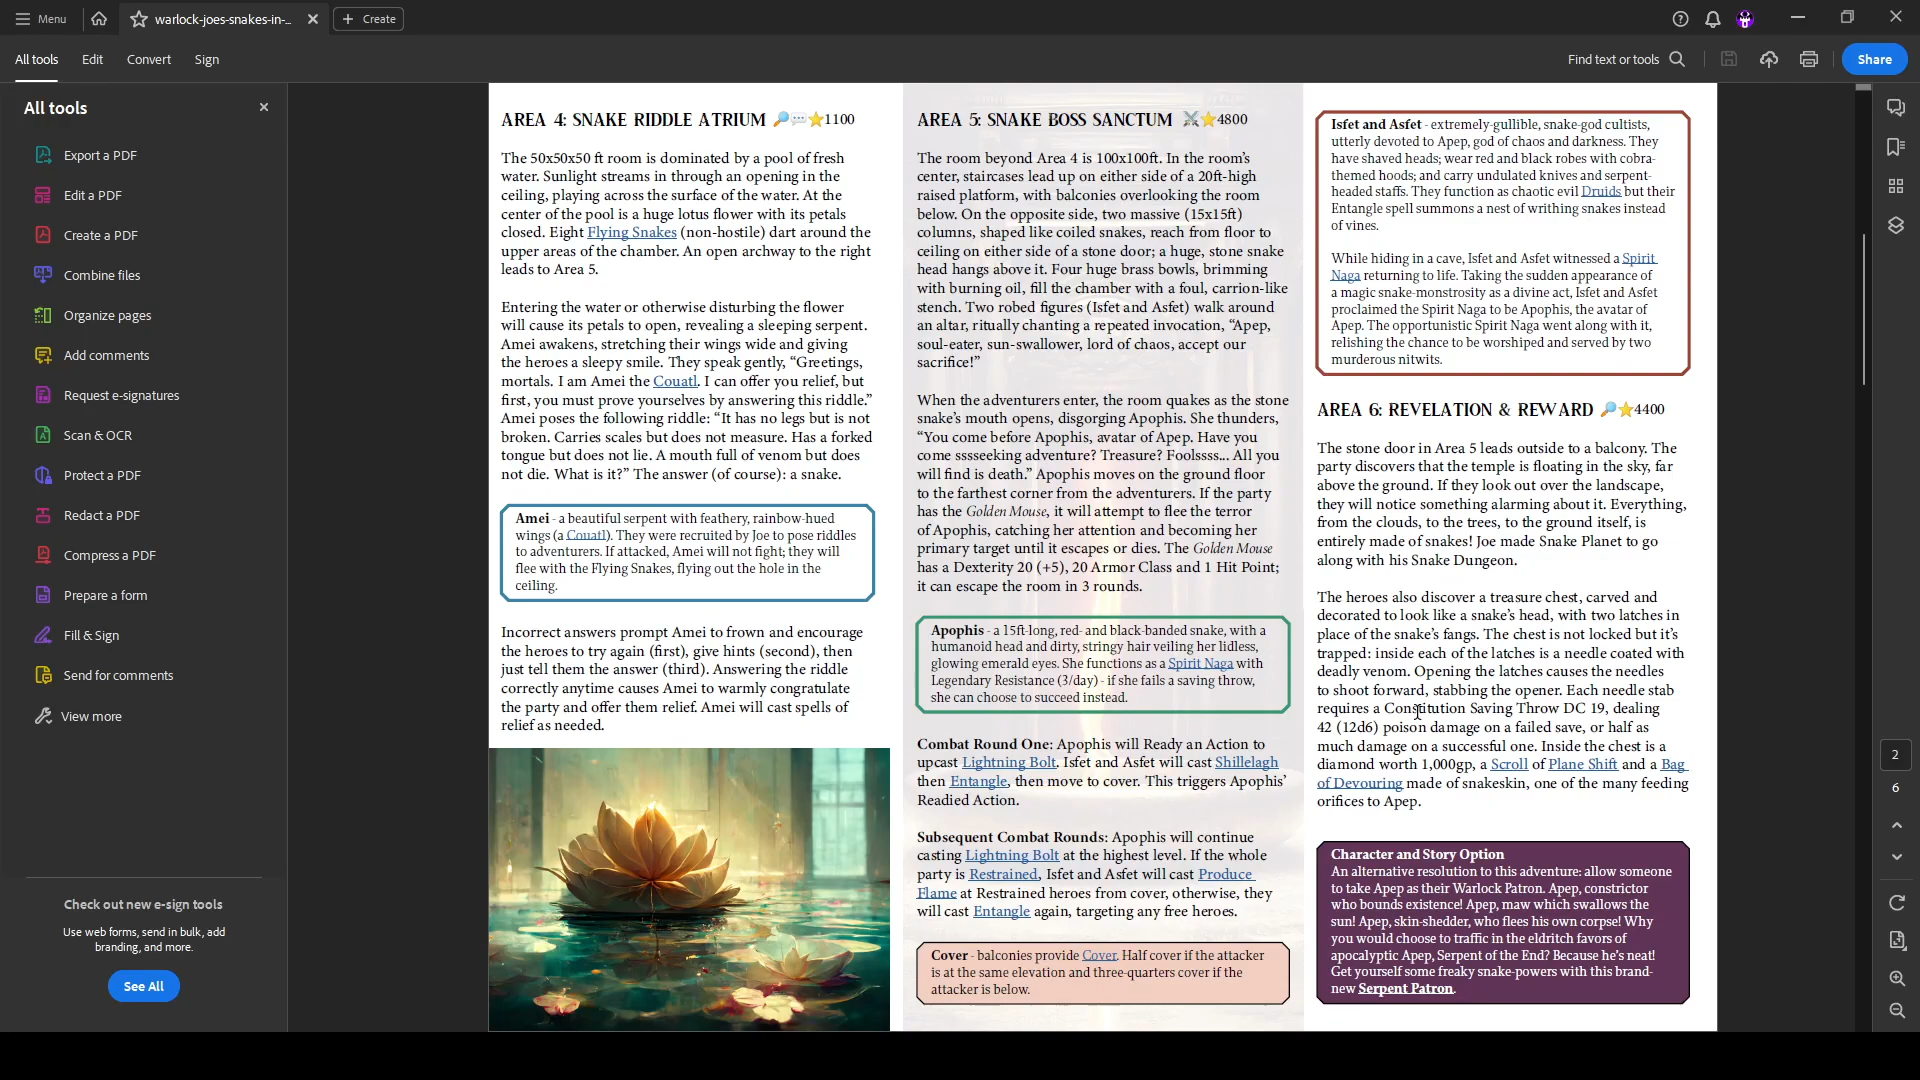 Menu
warlock-joes-snakes-in-...
Create
All tools
Edit
Convert
Sign
Find text or tools
Share
All tools
Export a PDF
Edit a PDF
Create a PDF
Combine files
Organize pages
Add comments
Request e-signatures
Scan & OCR
Protect a PDF
Redact a PDF
Compress a PDF
Prepare a form
Fill & Sign
Send for comments
View more
Check out new e-sign tools
Use web forms, send in bulk, add
branding, and more.
See All
AREA 4: SNAKE RIDDLE ATRIUM 🔎💬⭐1100
The 50x50x50 ft room is dominated by a pool of fresh
water. Sunlight streams in through an opening in the
ceiling, playing across the surface of the water. At the
center of the pool is a huge lotus flower with its petals
closed. Eight Flying Snakes (non-hostile) dart around the
upper areas of the chamber. An open archway to the right
leads to Area 5.
Entering the water or otherwise disturbing the flower
will cause its petals to open, revealing a sleeping serpent.
Amei awakens, stretching their wings wide and giving
the heroes a sleepy smile. They speak gently, “Greetings,
mortals. I am Amei the Couatl. I can offer you relief, but
first, you must prove yourselves by answering this riddle.”
Amei poses the following riddle: “It has no legs but is not
broken. Carries scales but does not measure. Has a forked
tongue but does not lie. A mouth full of venom but does
not die. What is it?” The answer (of course): a snake.
Amei - a beautiful serpent with feathery, rainbow-hued
wings (a Couatl). They were recruited by Joe to pose riddles
to adventurers. If attacked, Amei will not fight; they will
flee with the Flying Snakes, flying out the hole in the
ceiling.
Incorrect answers prompt Amei to frown and encourage
the heroes to try again (first), give hints (second), then
just tell them the answer (third). Answering the riddle
correctly anytime causes Amei to warmly congratulate
the party and offer them relief. Amei will cast spells of
relief as needed.
AREA 5: SNAKE BOSS SANCTUM ⚔️⭐4800
The room beyond Area 4 is 100x100ft. In the room’s
center, staircases lead up on either side of a 20ft-high
raised platform, with balconies overlooking the room
below. On the opposite side, two massive (15x15ft)
columns, shaped like coiled snakes, reach from floor to
ceiling on either side of a stone door; a huge, stone snake
head hangs above it. Four huge brass bowls, brimming
with burning oil, fill the chamber with a foul, carrion-like
stench. Two robed figures (Isfet and Asfet) walk around
an altar, ritually chanting a repeated invocation, “Apep,
soul-eater, sun-swallower, lord of chaos, accept our
sacrifice!”
When the adventurers enter, the room quakes as the stone
snake’s mouth opens, disgorging Apophis. She thunders,
“You come before Apophis, avatar of Apep. Have you
come sssseeking adventure? Treasure? Foolssss... All you
will find is death.” Apophis moves on the ground floor
to the farthest corner from the adventurers. If the party
has the Golden Mouse, it will attempt to flee the terror
of Apophis, catching her attention and becoming her
primary target until it escapes or dies. The Golden Mouse
has a Dexterity 20 (+5), 20 Armor Class and 1 Hit Point;
it can escape the room in 3 rounds.
Apophis - a 15ft-long, red- and black-banded snake, with a
humanoid head and dirty, stringy hair veiling her lidless,
glowing emerald eyes. She functions as a Spirit Naga with
Legendary Resistance (3/day) - if she fails a saving throw,
she can choose to succeed instead.
Combat Round One: Apophis will Ready an Action to
upcast Lightning Bolt. Isfet and Asfet will cast Shillelagh
then Entangle, then move to cover. This triggers Apophis’
Readied Action.
Subsequent Combat Rounds: Apophis will continue
casting Lightning Bolt at the highest level. If the whole
party is Restrained, Isfet and Asfet will cast Produce
Flame at Restrained heroes from cover, otherwise, they
will cast Entangle again, targeting any free heroes.
Cover - balconies provide Cover. Half cover if the attacker
is at the same elevation and three-quarters cover if the
attacker is below.
Isfet and Asfet - extremely-gullible, snake-god cultists,
utterly devoted to Apep, god of chaos and darkness. They
have shaved heads; wear red and black robes with cobra-
themed hoods; and carry undulated knives and serpent-
headed staffs. They function as chaotic evil Druids but their
Entangle spell summons a nest of writhing snakes instead
of vines.
While hiding in a cave, Isfet and Asfet witnessed a Spirit
Naga returning to life. Taking the sudden appearance of
a magic snake-monstrosity as a divine act, Isfet and Asfet
proclaimed the Spirit Naga to be Apophis, the avatar of
Apep. The opportunistic Spirit Naga went along with it,
relishing the chance to be worshiped and served by two
murderous nitwits.
AREA 6: REVELATION & REWARD 🔎⭐4400
The stone door in Area 5 leads outside to a balcony. The
party discovers that the temple is floating in the sky, far
above the ground. If they look out over the landscape,
they will notice something alarming about it. Everything,
from the clouds, to the trees, to the ground itself, is
entirely made of snakes! Joe made Snake Planet to go
along with his Snake Dungeon.
The heroes also discover a treasure chest, carved and
decorated to look like a snake’s head, with two latches in
place of the snake’s fangs. The chest is not locked but it’s
trapped: inside each of the latches is a needle coated with
deadly venom. Opening the latches causes the needles
to shoot forward, stabbing the opener. Each needle stab
requires a Constitution Saving Throw DC 19, dealing
42 (12d6) poison damage on a failed save, or half as
much damage on a successful one. Inside the chest is a
diamond worth 1,000gp, a Scroll of Plane Shift and a Bag
of Devouring made of snakeskin, one of the many feeding
orifices to Apep.
Character and Story Option
An alternative resolution to this adventure: allow someone
to take Apep as their Warlock Patron. Apep, constrictor
who bounds existence! Apep, maw which swallows the
sun! Apep, skin-shedder, who flees his own corpse! Why
you would choose to traffic in the eldritch favors of
apocalyptic Apep, Serpent of the End? Because he’s neat!
Get yourself some freaky snake-powers with this brand-
new Serpent Patron.
2
6